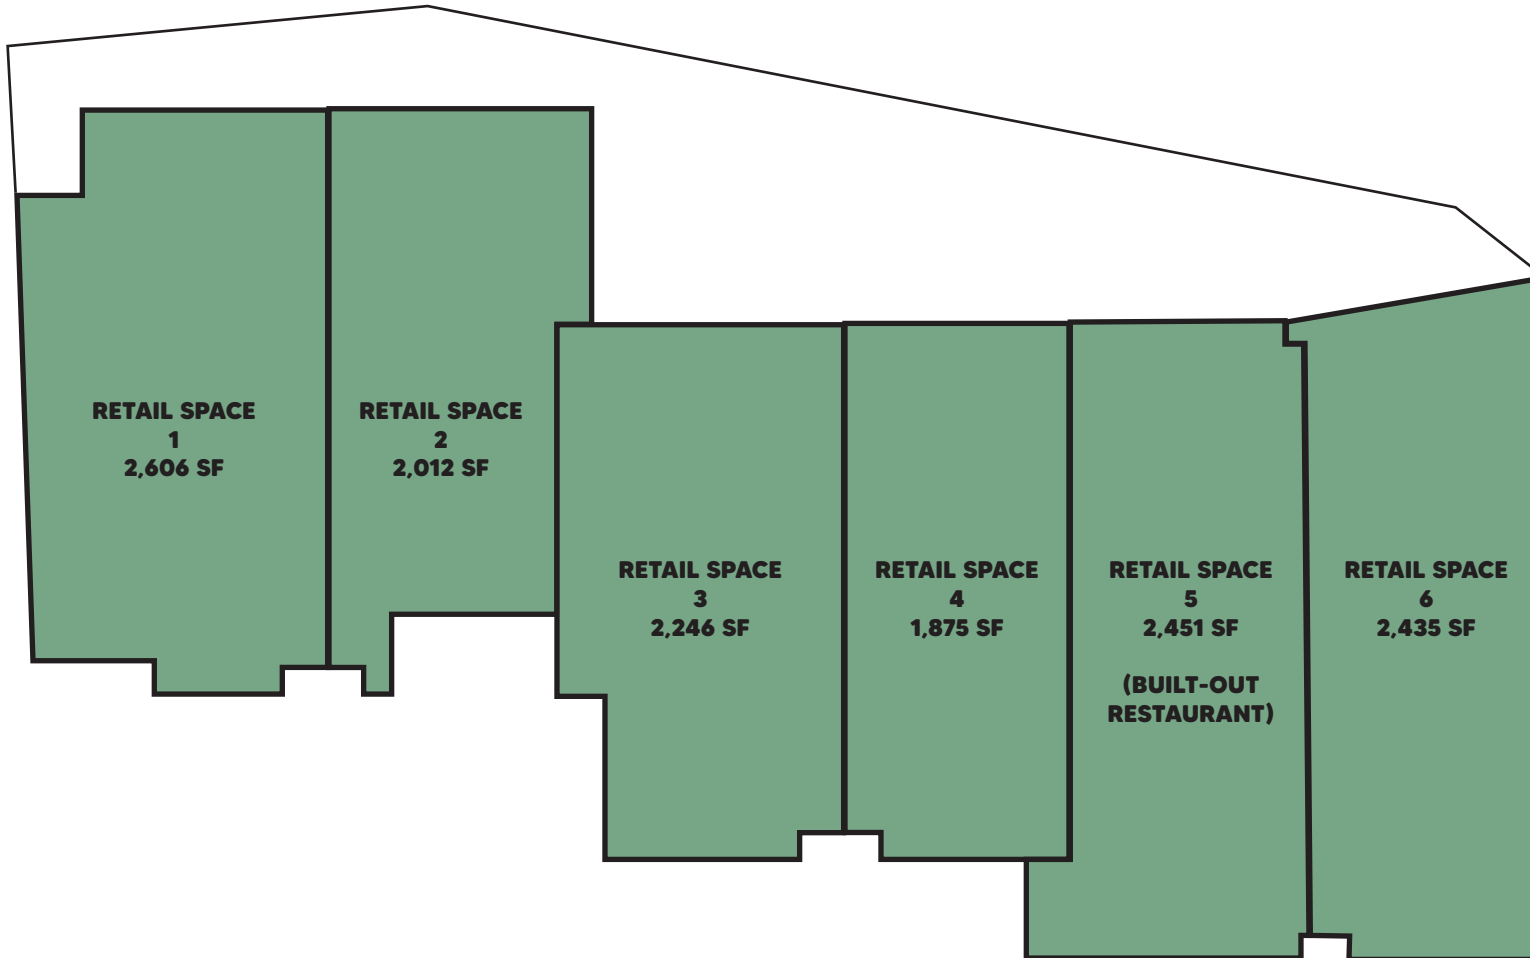 RETAIL SPACE
1
2,606 SF
RETAIL SPACE
2
2,012 SF
RETAIL SPACE
3
2,246 SF
RETAIL SPACE
4
1,875 SF
RETAIL SPACE
5
2,451 SF
(BUILT-OUT
RESTAURANT)
RETAIL SPACE
6
2,435 SF